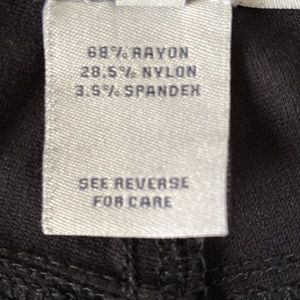 68% RAYON
28.5% NYLON
3.5% SPANDEX
SEE REVERSE
FOR CARE